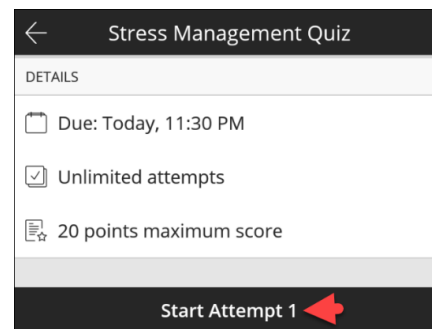 Stress Management Quiz
DETAILS
Due: Today, 11:30 PM
Unlimited attempts
20 points maximum score
Start Attempt 1